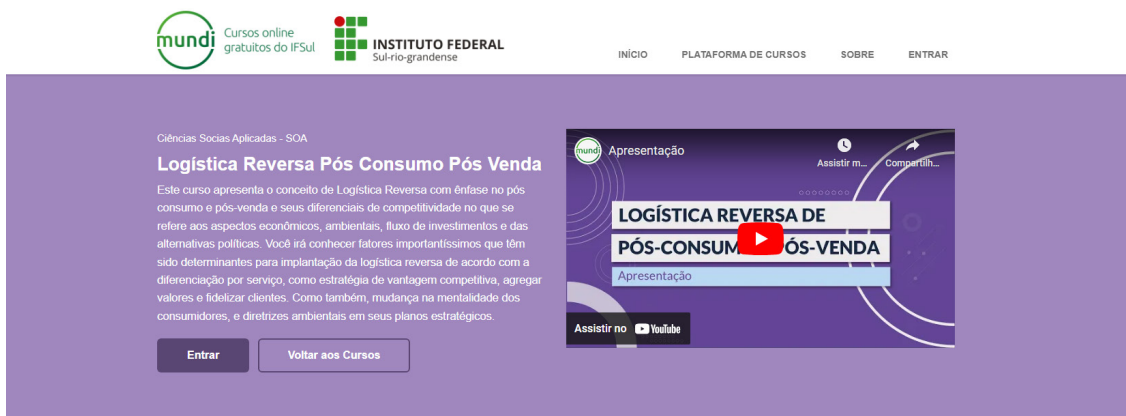 mundi
Cursos online
gratuitos do IFSul
INSTITUTO FEDERAL
Sul-rio-grandense
INÍCIO
PLATAFORMA DE CURSOS
SOBRE
ENTRAR
Ciências Socias Aplicadas - SOA
Logística Reversa Pós Consumo Pós Venda
Este curso apresenta o conceito de Logística Reversa com ênfase no pós
consumo e pós-venda e seus diferenciais de competitividade no que se
refere aos aspectos econômicos, ambientais, fluxo de investimentos e das
alternativas políticas. Você irá conhecer fatores importantíssimos que têm
sido determinantes para implantação da logística reversa de acordo com a
diferenciação por serviço, como estratégia de vantagem competitiva, agregar
valores e fidelizar clientes. Como também, mudança na mentalidade dos
consumidores, e diretrizes ambientais em seus planos estratégicos.
Entrar
Voltar aos Cursos
mundi
Apresentação
Assistir m...
Compartilh...
LOGÍSTICA REVERSA DE
PÓS-CONSUM ÓS-VENDA
Apresentação
Assistir no YouTube